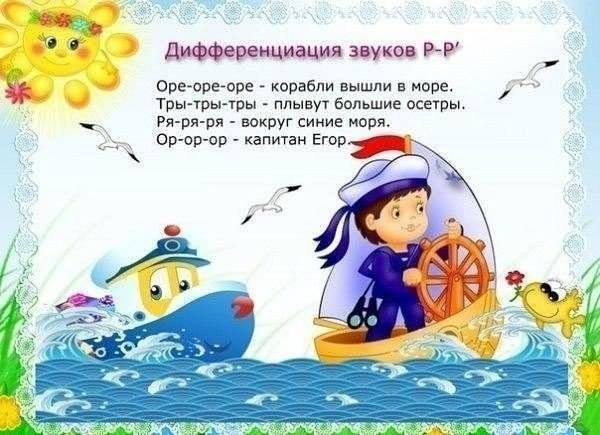 Дифференциация звуков Р-Р'
Оре-оре-оре - корабли вышли в море.
Тры-тры-тры - плывут большие осетры.
Ря-ря-ря - вокруг синие моря.
Ор-ор-ор - капитан Егор.